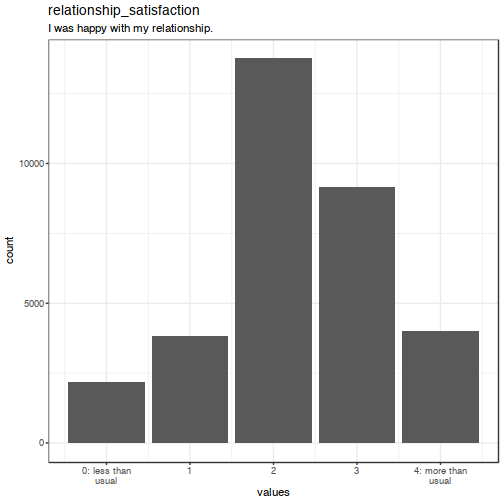 relationship_satisfaction
I was happy with my relationship.
count
10000
5000
0
0: less than
usual
1
2
3
4: more than
usual
values